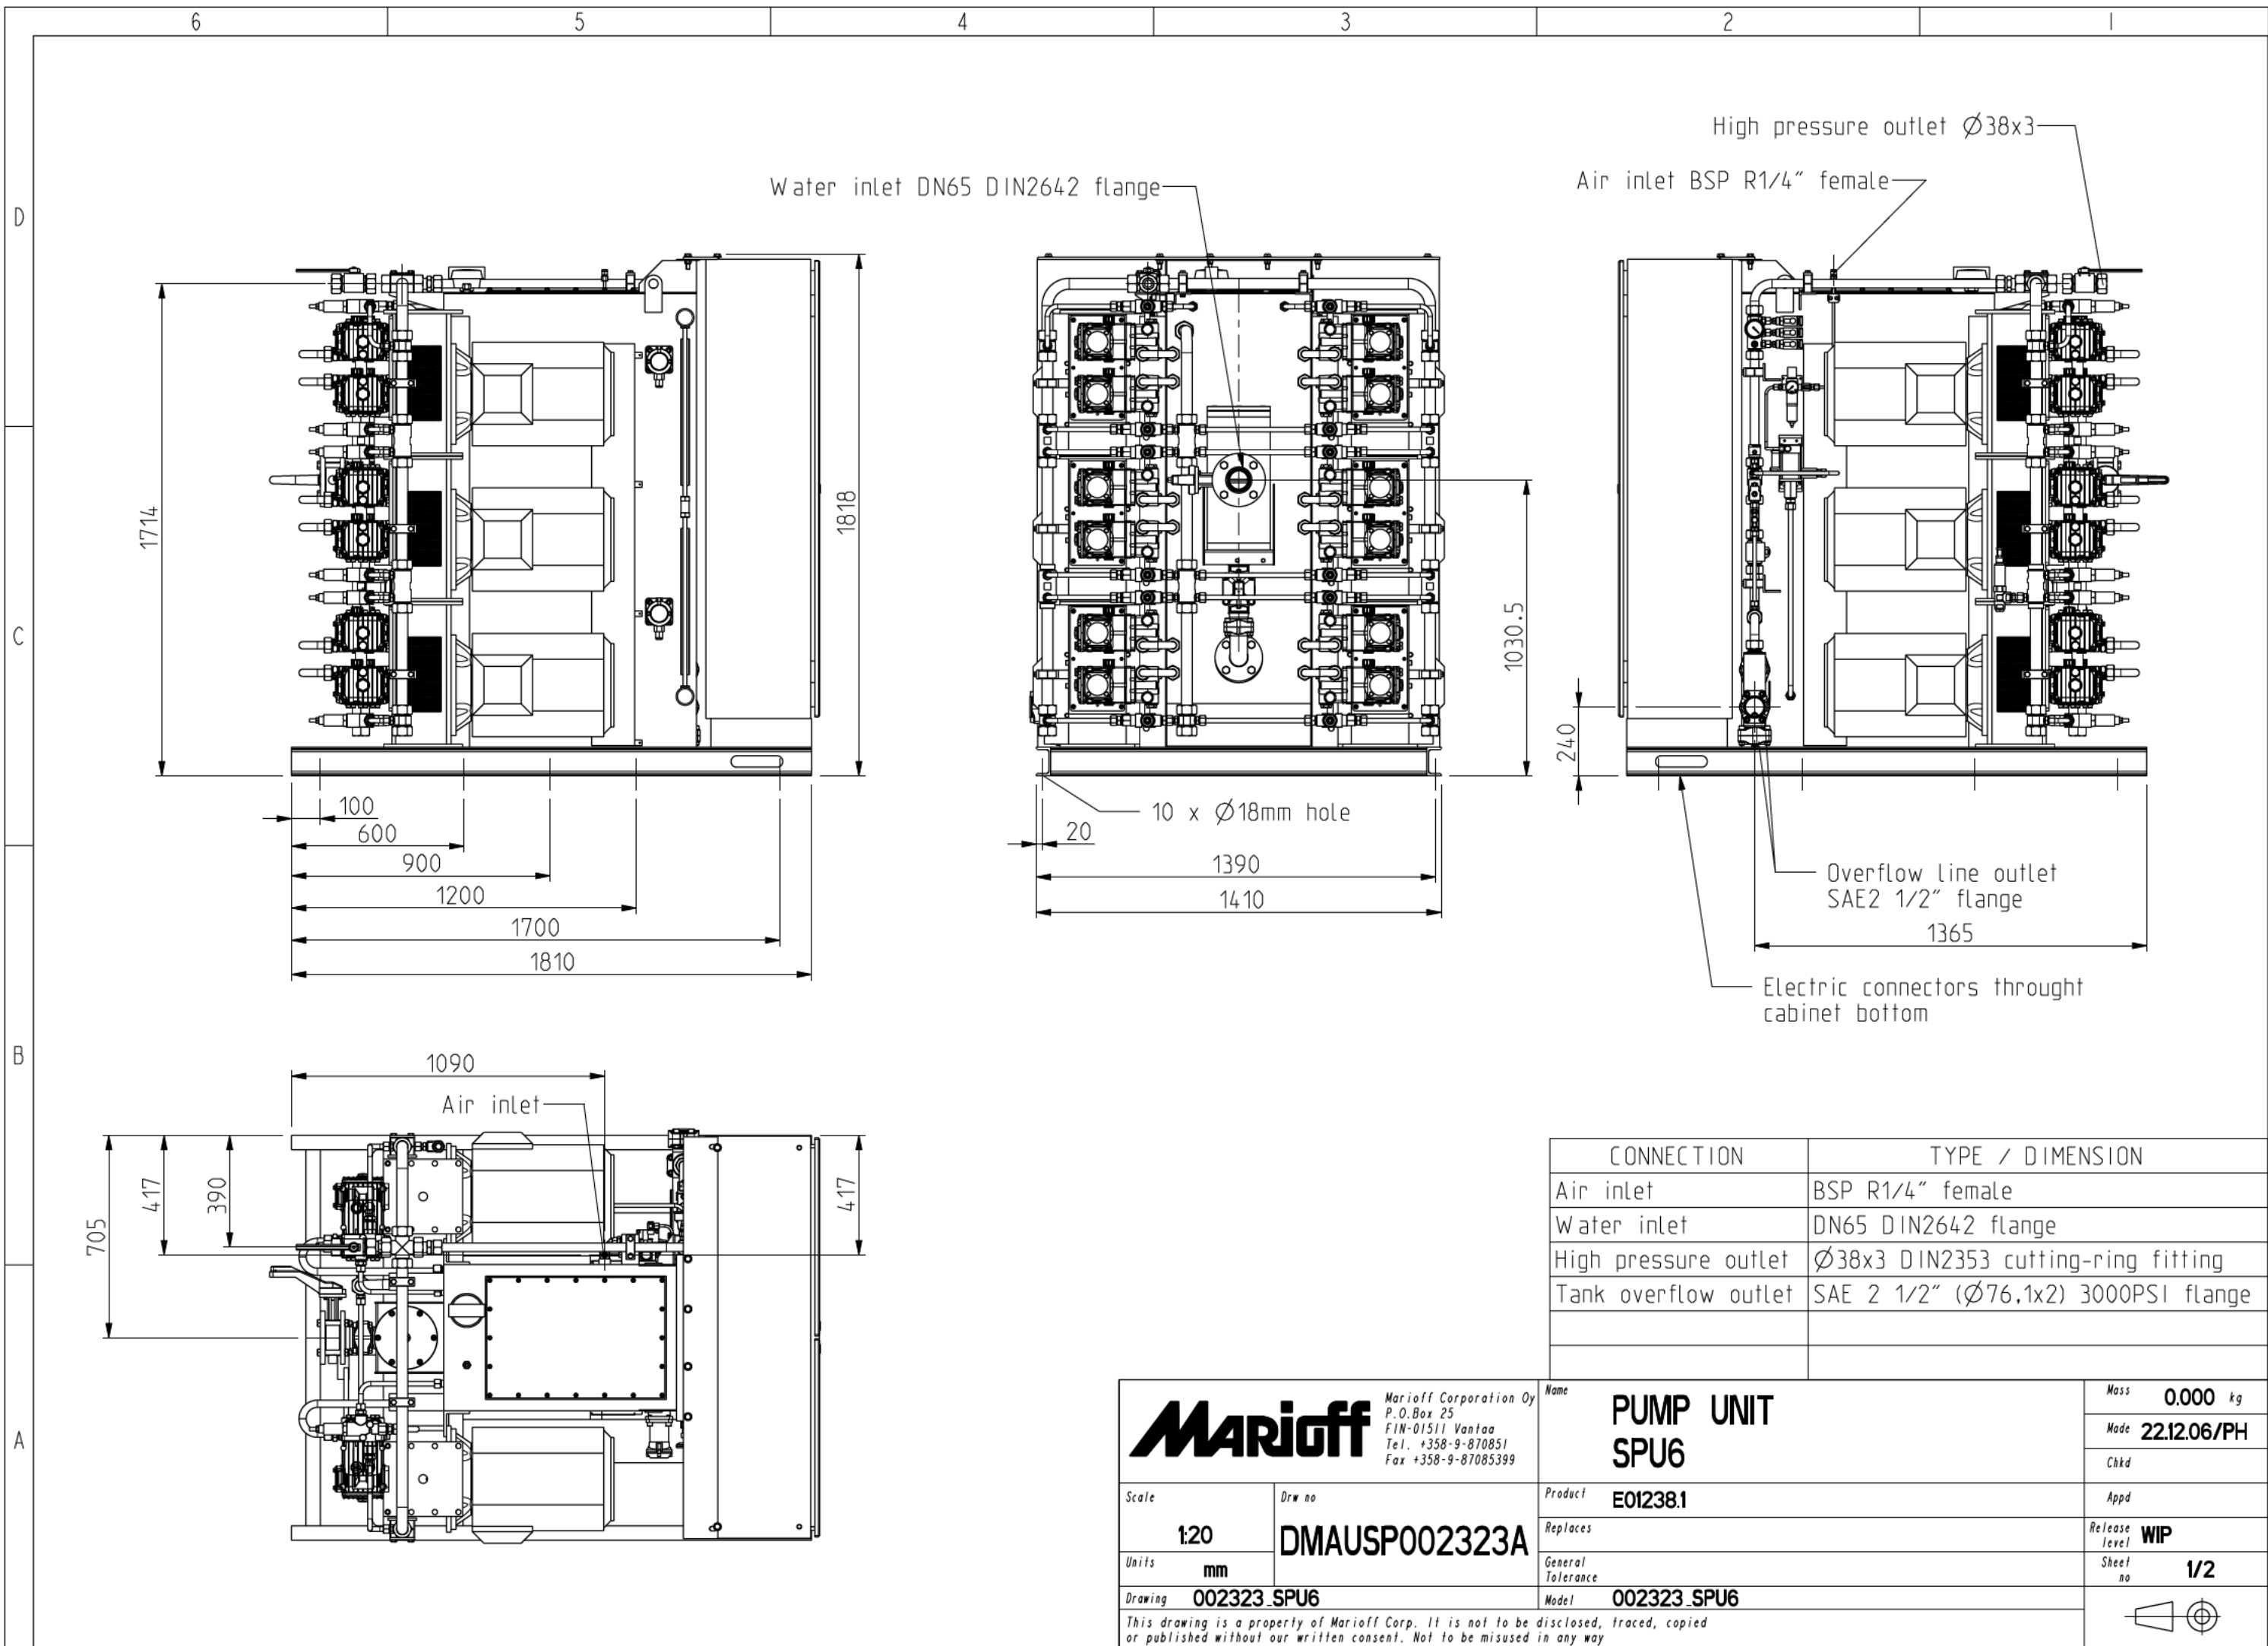 6 5 4 3 2 1
D
C
B
A
High pressure outlet Ø38x3
Air inlet BSP R1/4" female
Water inlet DN65 DIN2642 flange
1714
1818
100
600
900
1200
1700
1810
1030.5
10 x Ø18mm hole
20
1390
1410
240
Overflow line outlet
SAE2 1/2" flange
1365
Electric connectors throught
cabinet bottom
1090
Air inlet
705
417
390
417
CONNECTION TYPE / DIMENSION
Air inlet BSP R1/4" female
Water inlet DN65 DIN2642 flange
High pressure outlet Ø38x3 DIN2353 cutting-ring fitting
Tank overflow outlet SAE 2 1/2" (Ø76,1x2) 3000PSI flange
MARIOFF
Marioff Corporation Oy
P.O.Box 25
FIN-01511 Vantaa
Tel. +358-9-870851
Fax +358-9-87085399
Name PUMP UNIT
SPU6
Mass 0.000 kg
Made 22.12.06/PH
Chkd
Scale 1:20
Drw no DMAUSP002323A
Product E01238.1
Appd
Replaces
Release level WIP
Units mm
General Tolerance
Sheet no 1/2
Drawing 002323_SPU6
Model 002323_SPU6
This drawing is a property of Marioff Corp. It is not to be disclosed, traced, copied
or published without our written consent. Not to be misused in any way